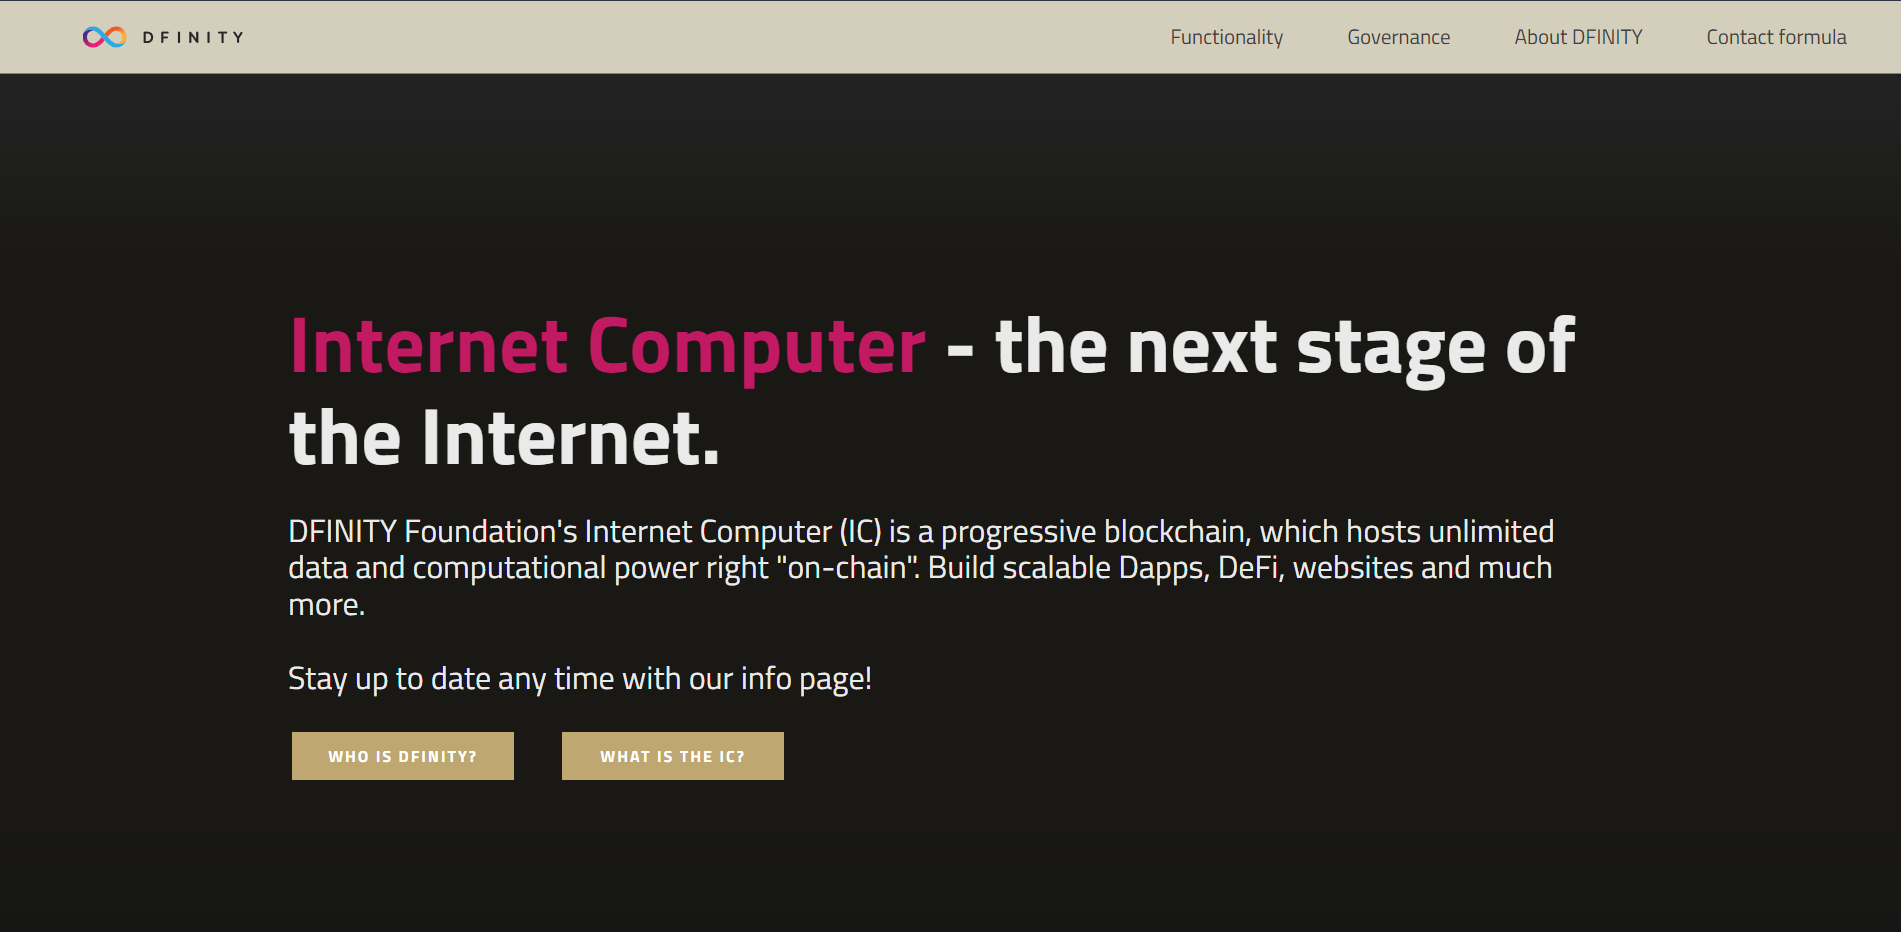 DFINITY
Functionality
Governance
About DFINITY
Contact formula
Internet Computer - the next stage of
the Internet.
DFINITY Foundation's Internet Computer (IC) is a progressive blockchain, which hosts unlimited
data and computational power right "on-chain". Build scalable Dapps, DeFi, websites and much
more.
Stay up to date any time with our info page!
WHO IS DFINITY?
WHAT IS THE IC?